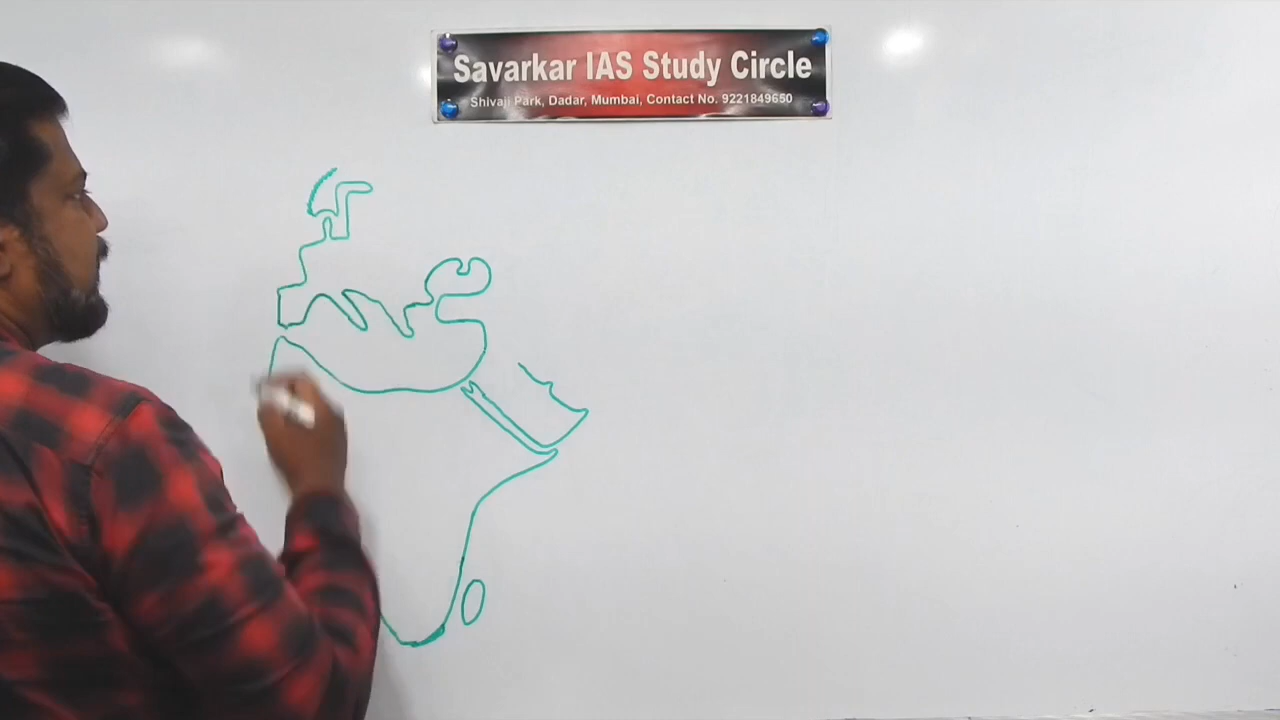 Savarkar IAS Study Circle
Shivaji Park, Dadar, Mumbai, Contact No. 9221849650